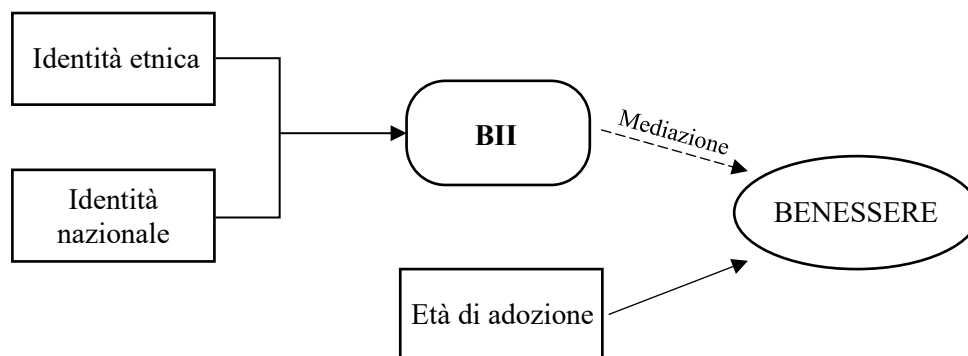 Identità etnica
BII
Mediazione
Identità
nazionale
BENESSERE
Età di adozione